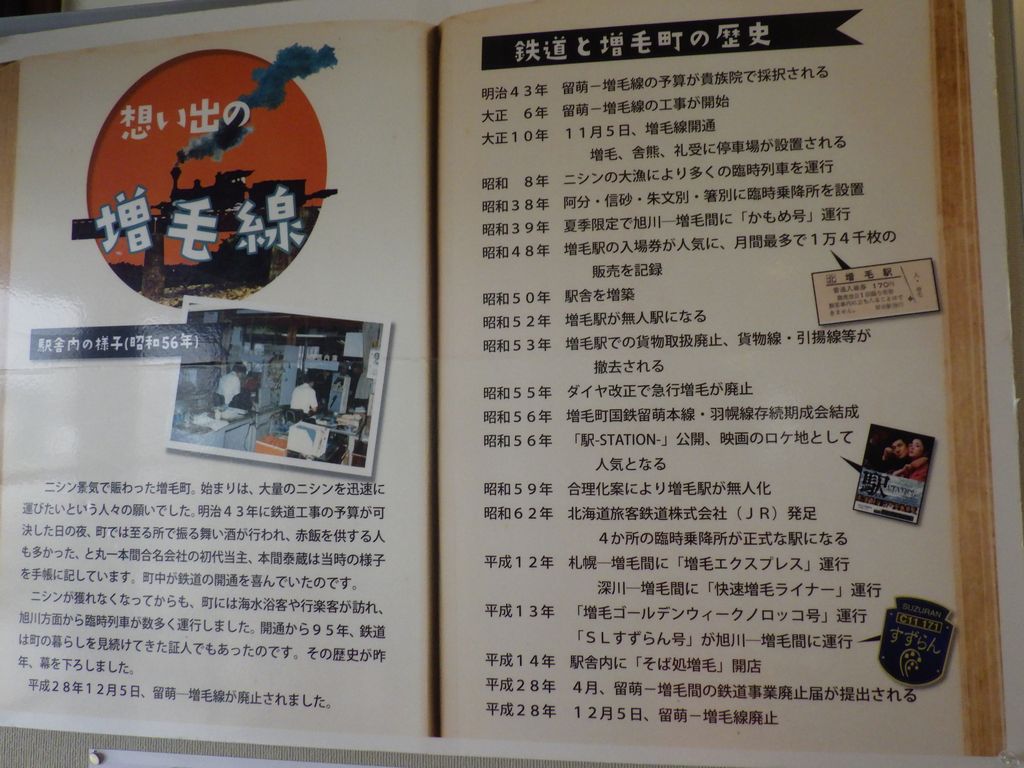 想い出の
増毛線
駅舎内の様子(昭和56年)
ニシン景気で賑わった増毛町。始まりは、大量のニシンを迅速に
運びたいという人々の願いでした。明治43年に鉄道工事の予算が可
決した日の夜、町では至る所で振る舞い酒が行われ、赤飯を供する人
も多かった、と丸一本間合名会社の初代当主、本間泰蔵は当時の様子
を手帳に記しています。町中が鉄道の開通を喜んでいたのです。
ニシンが獲れなくなってからも、町には海水浴客や行楽客が訪れ、
旭川方面から臨時列車が数多く運行しました。開通から95年、鉄道
は町の暮らしを見続けてきた証人でもあったのです。その歴史が昨
年、幕を下ろしました。
平成28年12月5日、留萌―増毛線が廃止されました。
鉄道と増毛町の歴史
明治43年 留萌―増毛線の予算が貴族院で採択される
大正 6年 留萌―増毛線の工事が開始
大正10年 11月5日、増毛線開通
増毛、舎熊、礼受に停車場が設置される
昭和 8年 ニシンの大漁により多くの臨時列車を運行
昭和38年 阿分・信砂・朱文別・箸別に臨時乗降所を設置
昭和39年 夏季限定で旭川―増毛間に「かもめ号」運行
昭和48年 増毛駅の入場券が人気に、月間最多で1万4千枚の
販売を記録
昭和50年 駅舎を増築
昭和52年 増毛駅が無人駅になる
昭和53年 増毛駅での貨物取扱廃止、貨物線・引揚線等が
撤去される
昭和55年 ダイヤ改正で急行増毛が廃止
昭和56年 増毛町国鉄留萌本線・羽幌線存続期成会結成
昭和56年 「駅-STATION-」公開、映画のロケ地として
人気となる
昭和59年 合理化案により増毛駅が無人化
昭和62年 北海道旅客鉄道株式会社(JR)発足
4か所の臨時乗降所が正式な駅になる
平成12年 札幌―増毛間に「増毛エクスプレス」運行
深川―増毛間に「快速増毛ライナー」運行
平成13年 「増毛ゴールデンウィークノロッコ号」運行
「SLすずらん号」が旭川―増毛間に運行
平成14年 駅舎内に「そば処増毛」開店
平成28年 4月、留萌―増毛間の鉄道事業廃止届が提出される
平成28年 12月5日、留萌―増毛線廃止
北 増毛駅
普通入場券 170円
駅 STATION
SUZURAN
C11 171
すずらん